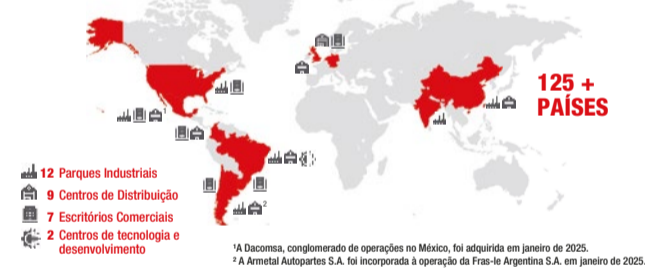 125 +
PAÍSES
1
2
12 Parques Industriais
9 Centros de Distribuição
7 Escritórios Comerciais
2 Centros de tecnologia e
desenvolvimento
¹A Dacomsa, conglomerado de operações no México, foi adquirida em janeiro de 2025.
² A Armetal Autopartes S.A. foi incorporada à operação da Fras-le Argentina S.A. em janeiro de 2025.